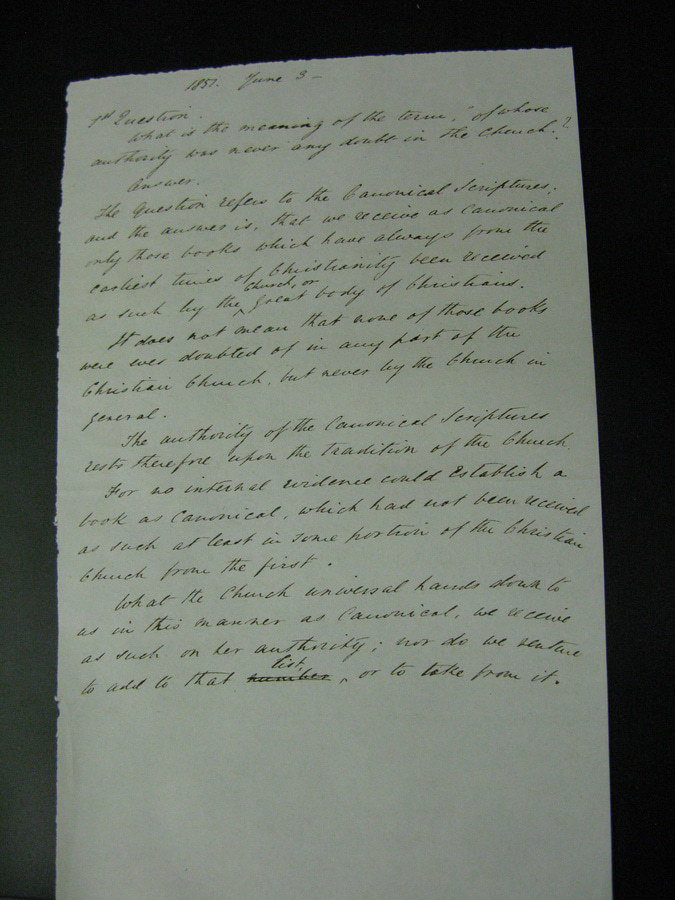 1851. June 3 –
1st Question.
What is the meaning of the term, "of whose
authority was never any doubt in the Church"?
Answer.
The Question refers to the Canonical Scriptures.
and the answer is, that we receive as Canonical
only those books which have always from the
earliest times of Christianity been received
as such by the Church, or great body of Christians.
It does not mean that none of those books
were ever doubted of in any part of the
Christian Church, but never by the Church in
general.
The authority of the Canonical Scriptures
rests therefore upon the tradition of the Church.
For no internal evidence could establish a
book as Canonical, which had not been received
as such at least in some portion of the Christian
Church from the first.
What the Church universal hands down to
us in this manner as Canonical, we receive
as such on her authority; nor do we venture
to add to that number list, or to take from it.